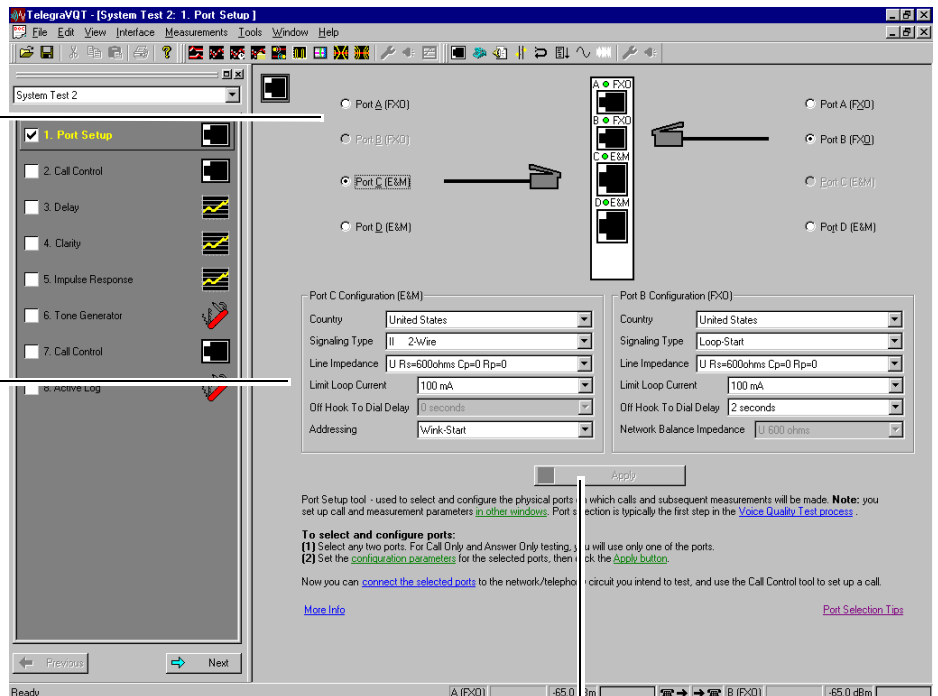 TelegraVQT - [System Test 2: 1. Port Setup ]
File Edit View Interface Measurements Tools Window Help
System Test 2
1. Port Setup
2. Call Control
3. Delay
4. Clarity
5. Impulse Response
6. Tone Generator
7. Call Control
8. Active Log
Previous
Next
Port A (FXO)
Port B (FXO)
Port C (E&M)
Port D (E&M)
A FXO
B FXO
C E&M
D E&M
Port A (FXO)
Port B (FXO)
Port C (E&M)
Port D (E&M)
Port C Configuration (E&M)
Country United States
Signaling Type II 2-Wire
Line Impedance U Rs=600ohms Cp=0 Rp=0
Limit Loop Current 100 mA
Off Hook To Dial Delay 0 seconds
Addressing Wink-Start
Port B Configuration (FXO)
Country United States
Signaling Type Loop-Start
Line Impedance U Rs=600ohms Cp=0 Rp=0
Limit Loop Current 100 mA
Off Hook To Dial Delay 2 seconds
Network Balance Impedance U 600 ohms
Apply
Port Setup tool - used to select and configure the physical ports on which calls and subsequent measurements will be made. Note: you
set up call and measurement parameters in other windows. Port selection is typically the first step in the Voice Quality Test process .
To select and configure ports:
(1) Select any two ports. For Call Only and Answer Only testing, you will use only one of the ports.
(2) Set the configuration parameters for the selected ports, then click the Apply button.
Now you can connect the selected ports to the network/telephony circuit you intend to test, and use the Call Control tool to set up a call.
More Info
Port Selection Tips
Ready
A (FXO)
-65.0 dBm
B (FXO)
-65.0 dBm